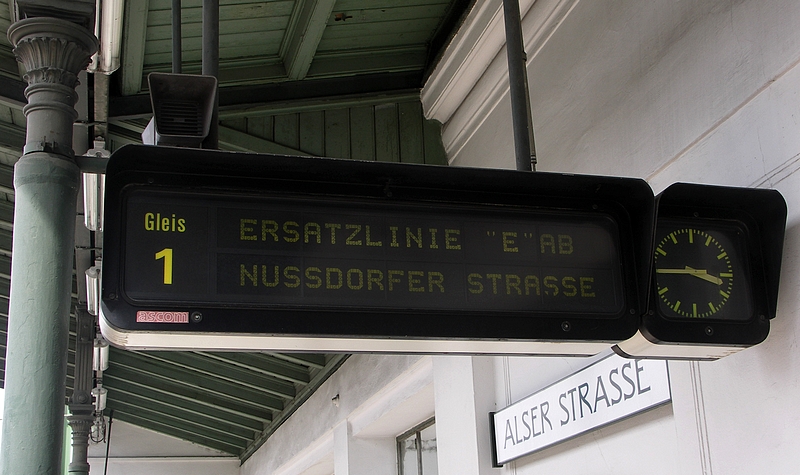 Gleis
1
ERSATZLINIE "E" AB
NUSSDORFER STRASSE
ascom
ALSER STRASSE